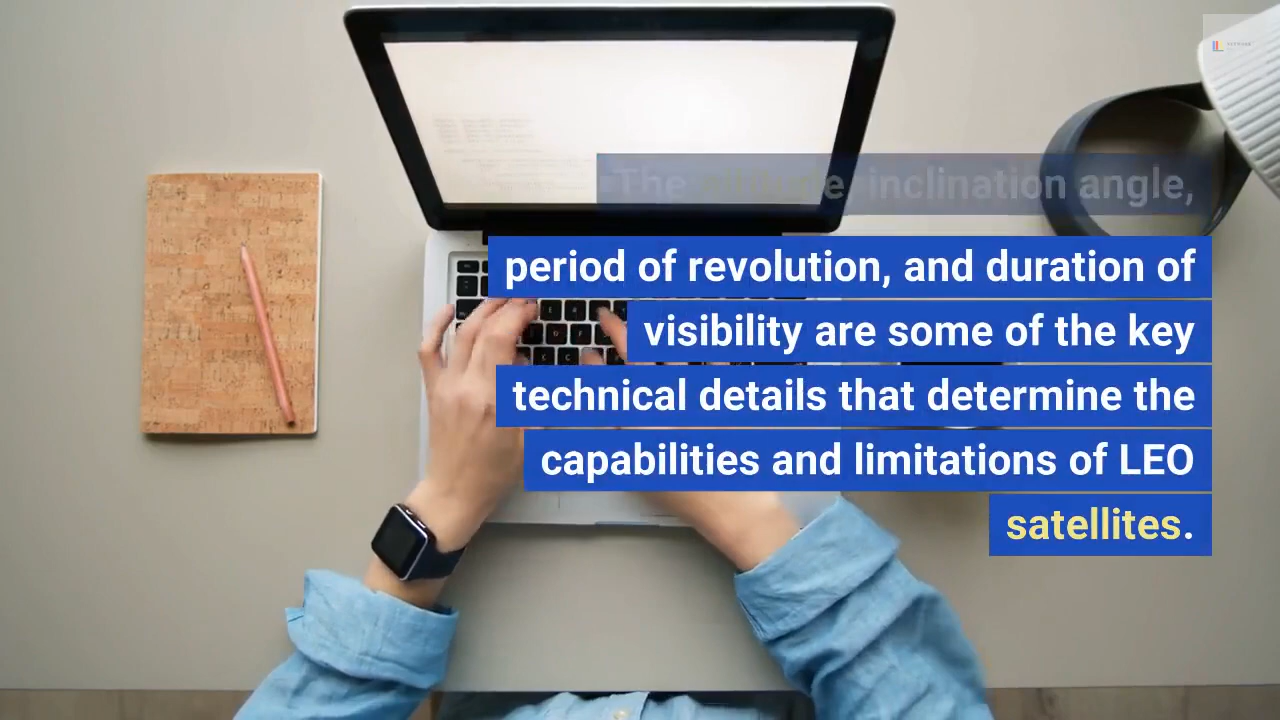 The altitude, inclination angle,
period of revolution, and duration of
visibility are some of the key
technical details that determine the
capabilities and limitations of LEO
satellites.